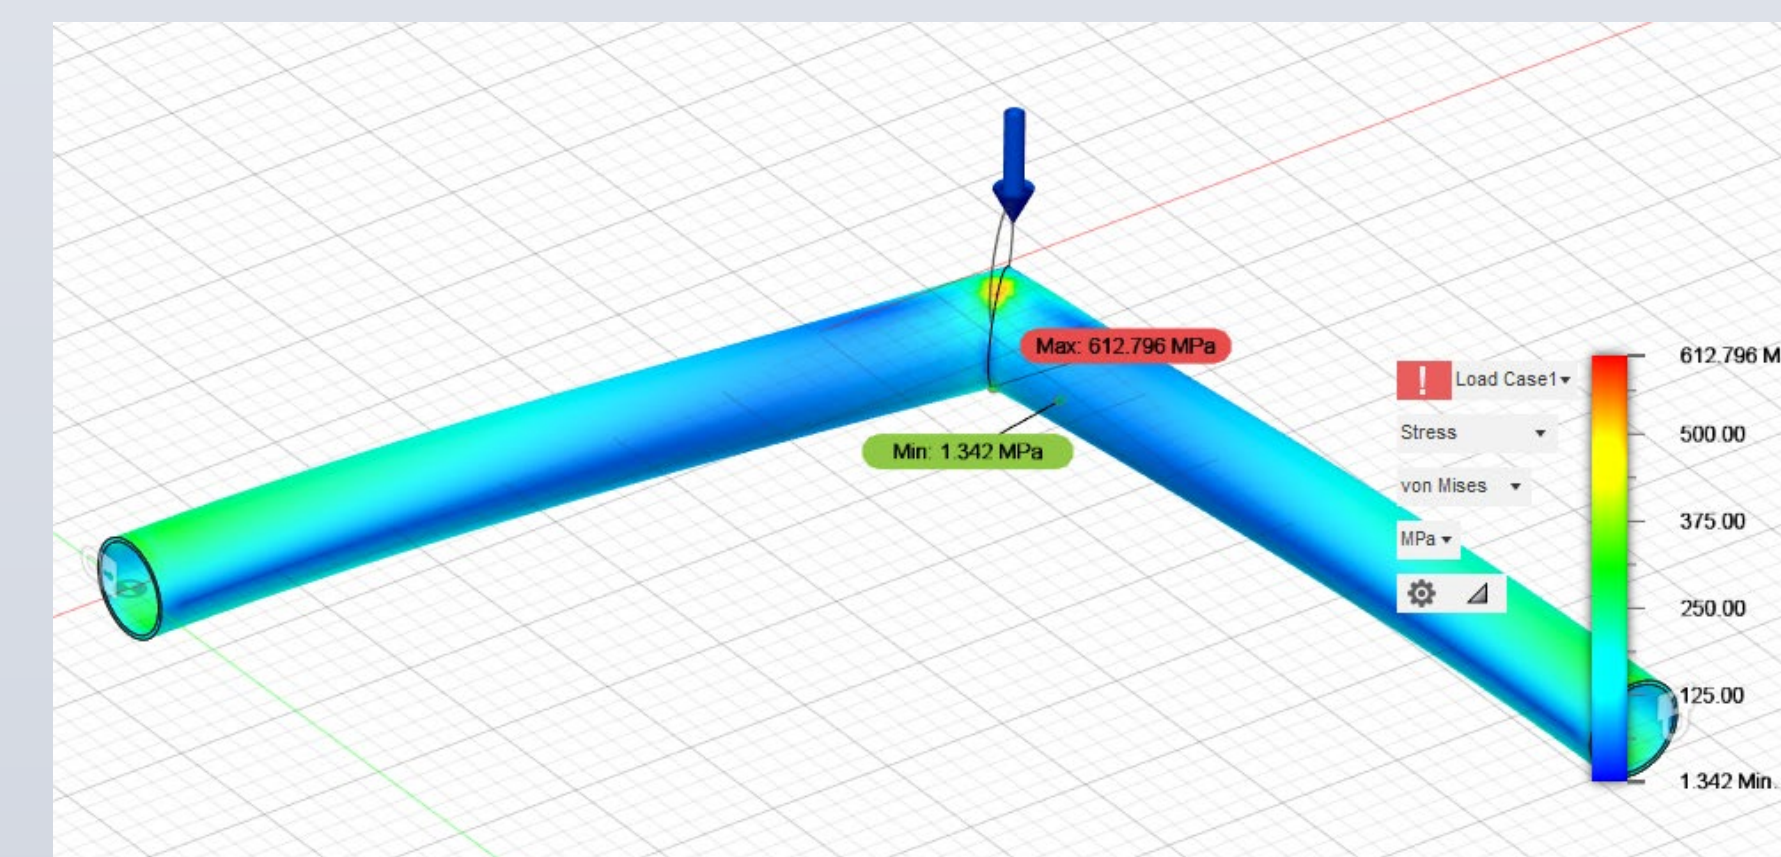 Max: 612.796 MPa
Min: 1.342 MPa
! Load Case1
Stress
von Mises
MPa
612.796 M
500.00
375.00
250.00
125.00
1.342 Min.